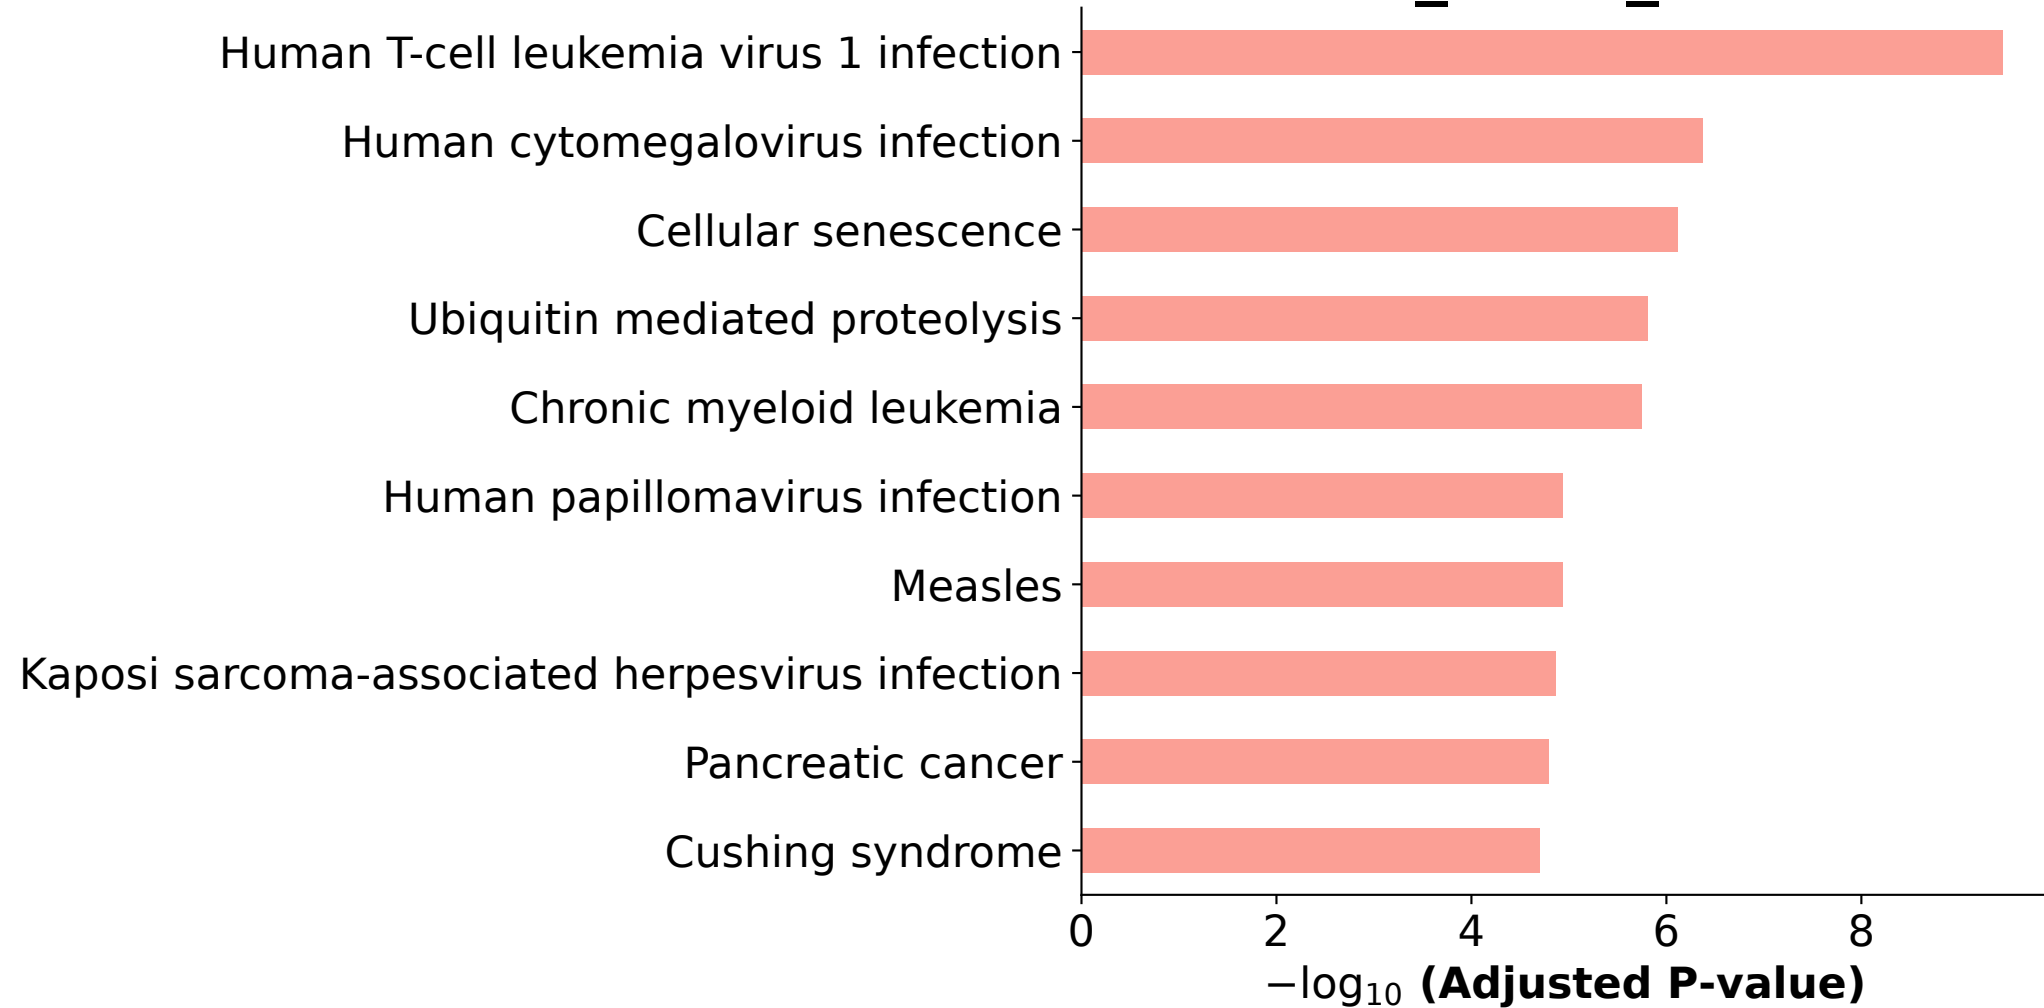 Human T-cell leukemia virus 1 infection
Human cytomegalovirus infection
Cellular senescence
Ubiquitin mediated proteolysis
Chronic myeloid leukemia
Human papillomavirus infection
Measles
Kaposi sarcoma-associated herpesvirus infection
Pancreatic cancer
Cushing syndrome
0 2 4 6 8
−log₁₀ (Adjusted P-value)